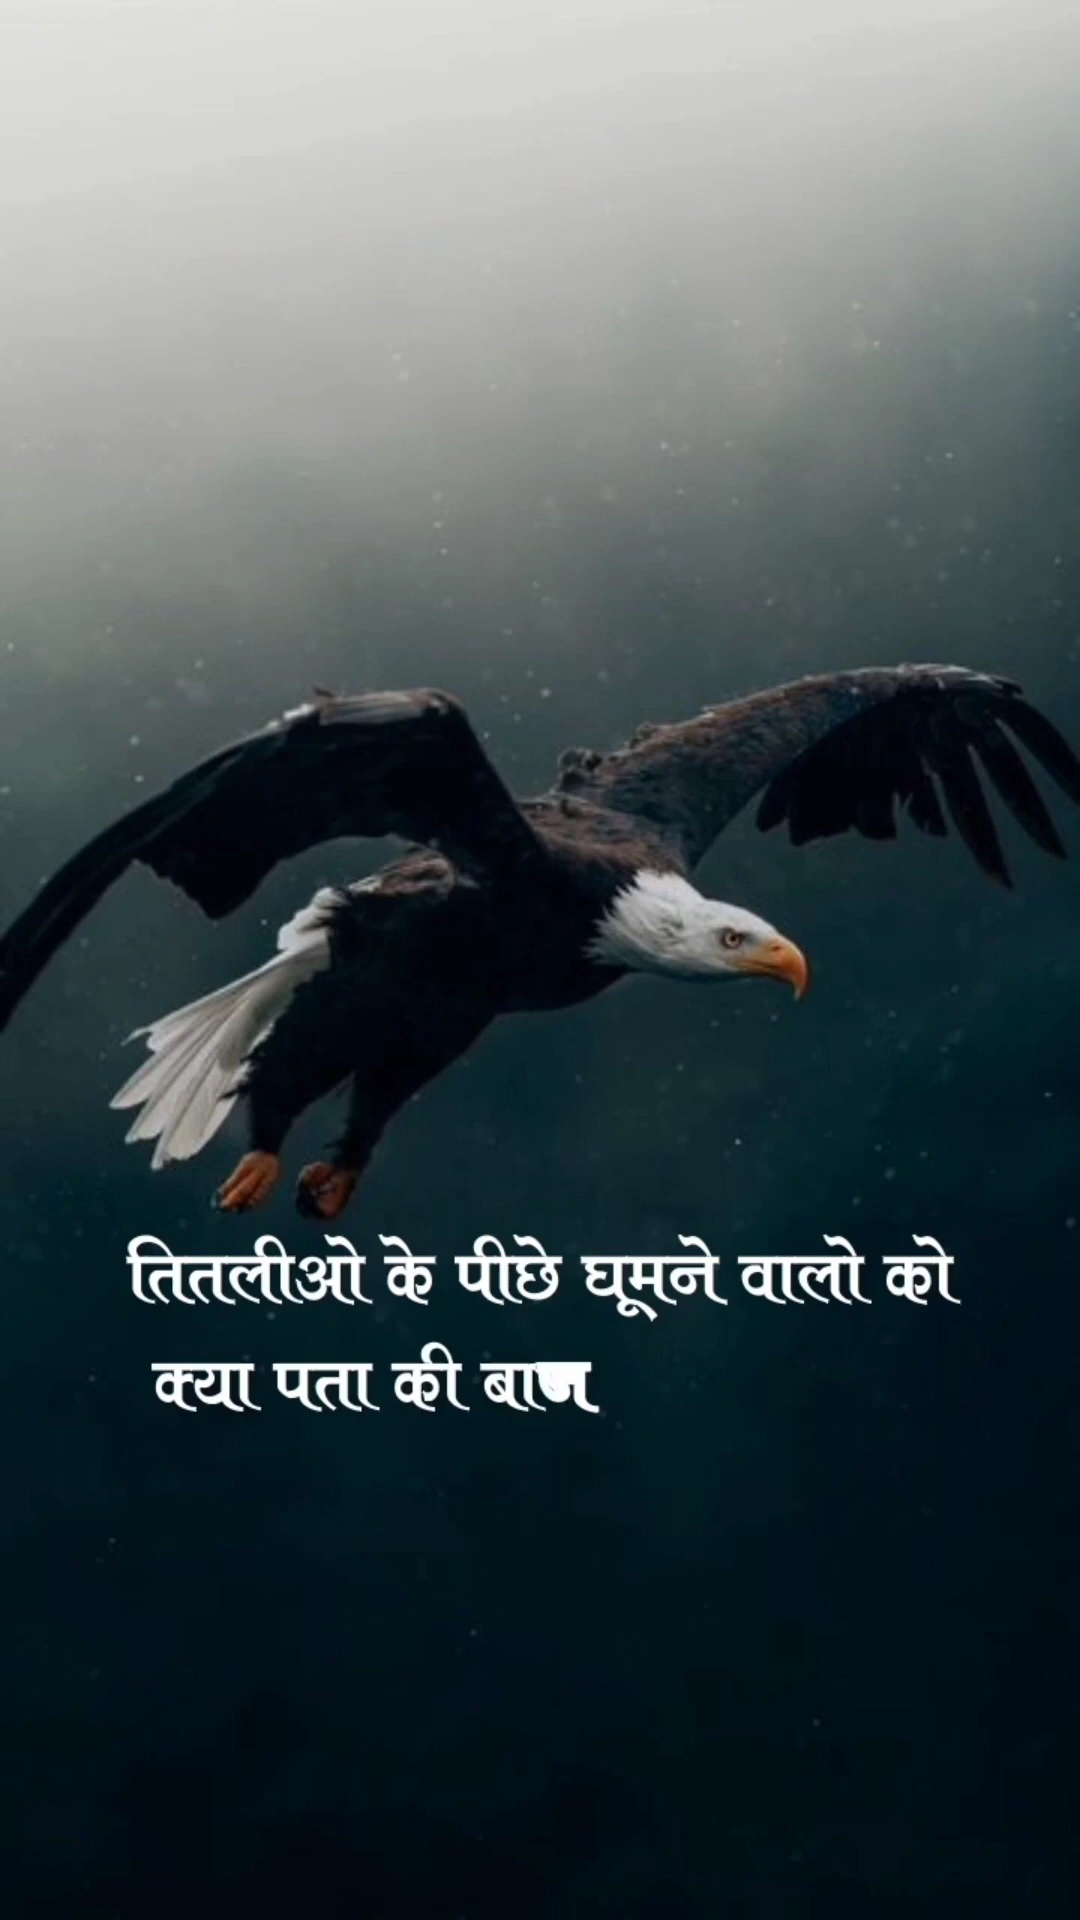 तितलीओ के पीछे घूमने वालो को
क्या पता की बाज